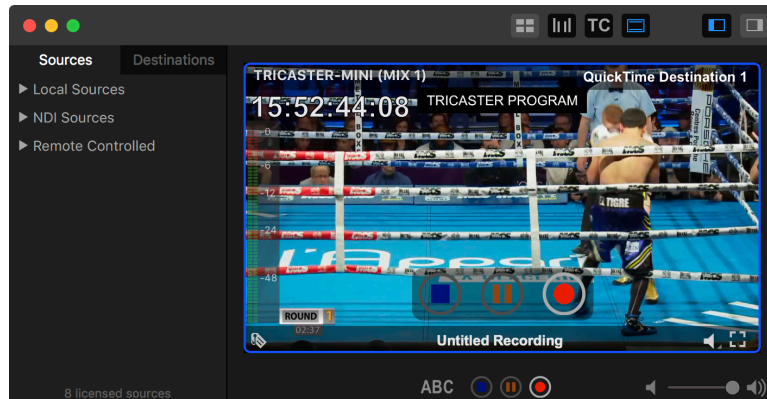 TC
Sources Destinations
Local Sources
NDI Sources
Remote Controlled
8 licensed sources
TRICASTER-MINI (MIX 1)
QuickTime Destination 1
15:52:44:08
TRICASTER PROGRAM
-0
-6
-12
-24
-48
PORSCHE
EL TIGRE
L'Appart
ROUND 1
02:37
Untitled Recording
ABC